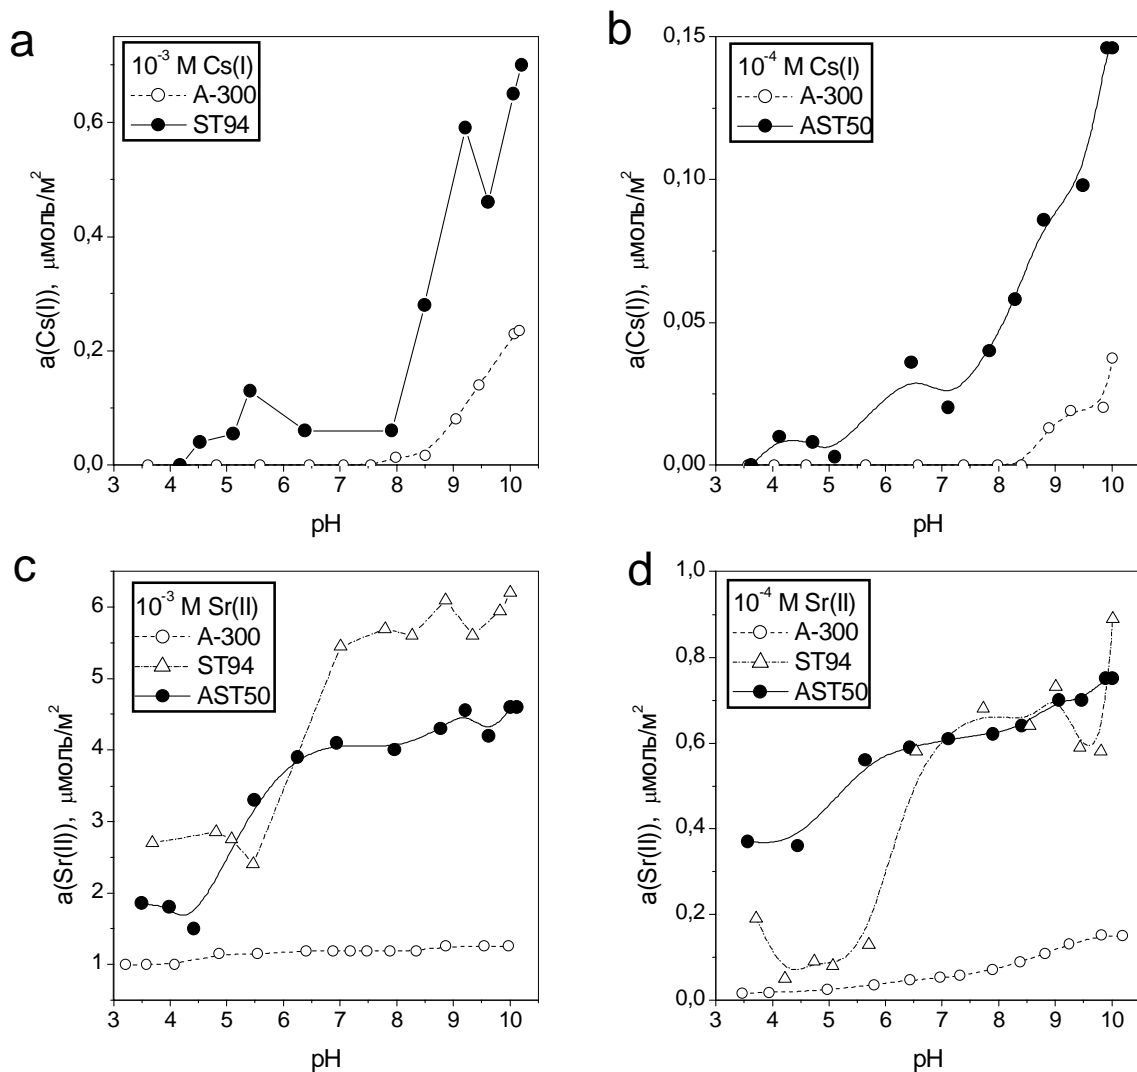 a
10⁻³ M Cs(I)
A-300
ST94
a(Cs(I)), μмоль/м²
0,6
0,4
0,2
0,0
3 4 5 6 7 8 9 10
pH
b
10⁻⁴ M Cs(I)
A-300
AST50
a(Cs(I)), μмоль/м²
0,15
0,10
0,05
0,00
3 4 5 6 7 8 9 10
pH
c
10⁻³ M Sr(II)
A-300
ST94
AST50
a(Sr(II)), μмоль/м²
6
5
4
3
2
1
3 4 5 6 7 8 9 10
pH
d
10⁻⁴ M Sr(II)
A-300
ST94
AST50
a(Sr(II)), μмоль/м²
1,0
0,8
0,6
0,4
0,2
0,0
3 4 5 6 7 8 9 10
pH